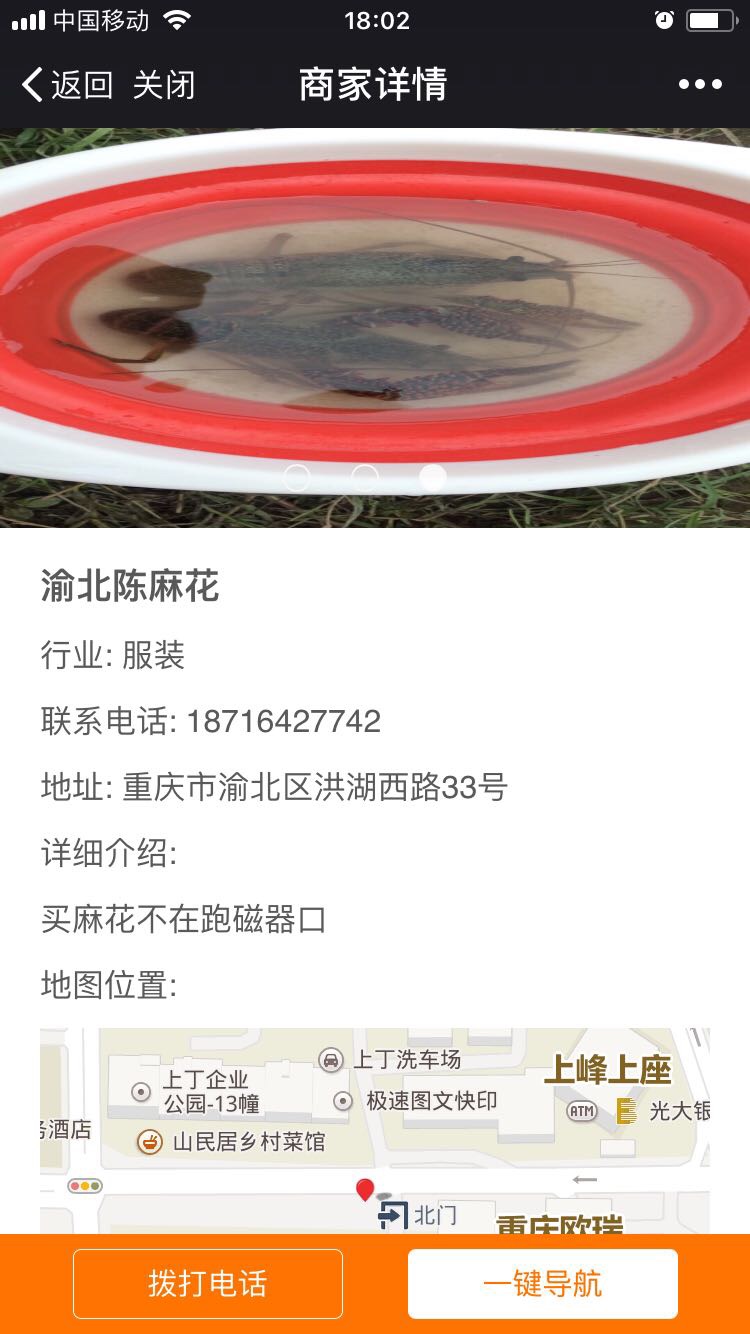 中国移动
18:02
返回 关闭
商家详情
渝北陈麻花
行业: 服装
联系电话: 18716427742
地址: 重庆市渝北区洪湖西路33号
详细介绍:
买麻花不在跑磁器口
地图位置:
上丁洗车场
上峰上座
上丁企业
公园-13幢
极速图文快印
ATM
光大银
务酒店
山民居乡村菜馆
北门
重庆欧瑞
拨打电话
一键导航